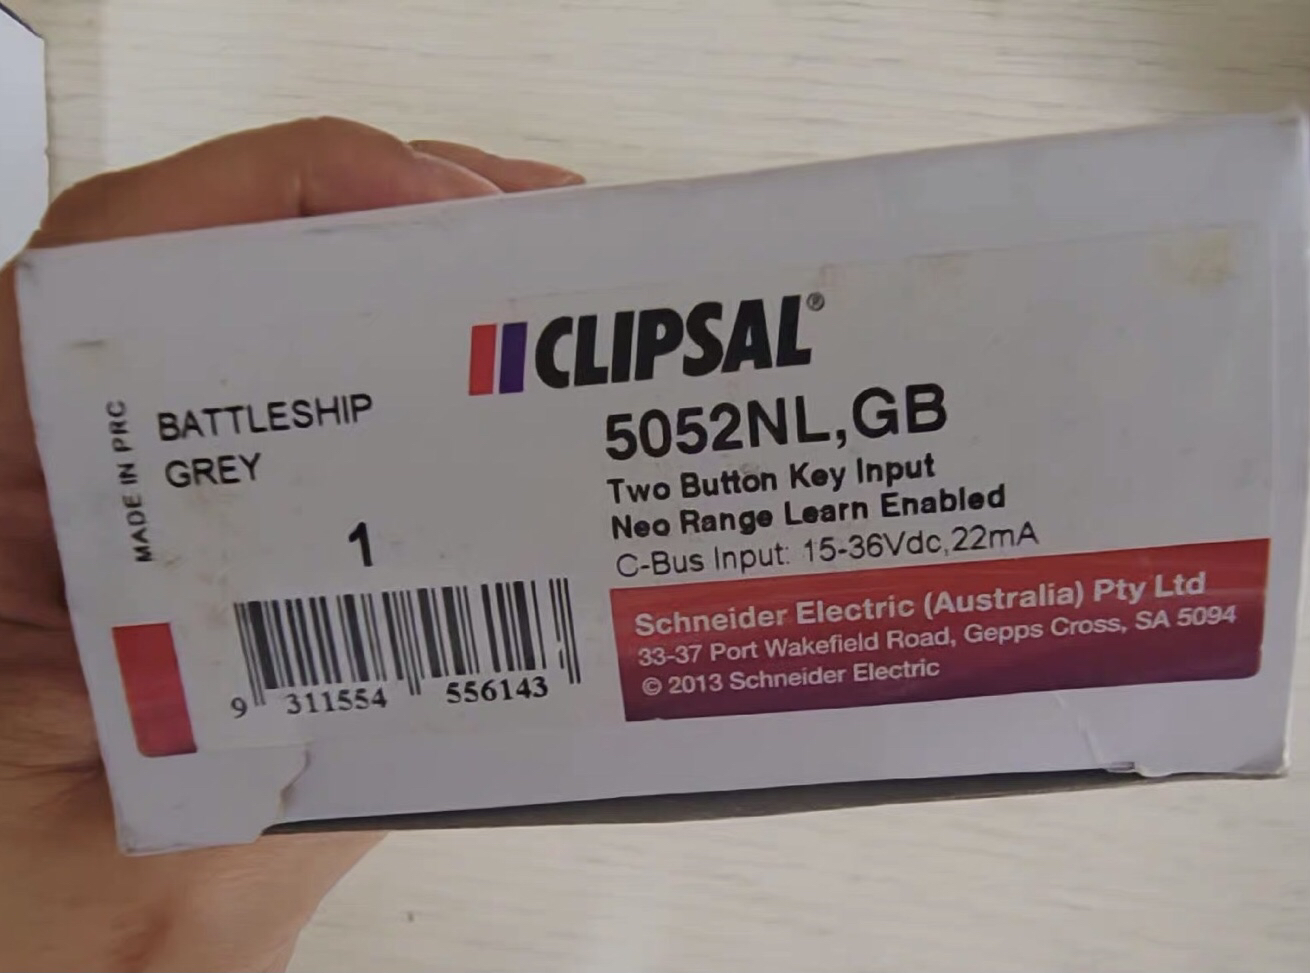 CLIPSAL®
MADE IN PRC
BATTLESHIP
GREY
1
9 311554 556143
5052NL,GB
Two Button Key Input
Neo Range Learn Enabled
C-Bus Input: 15-36Vdc,22mA
Schneider Electric (Australia) Pty Ltd
33-37 Port Wakefield Road, Gepps Cross, SA 5094
© 2013 Schneider Electric